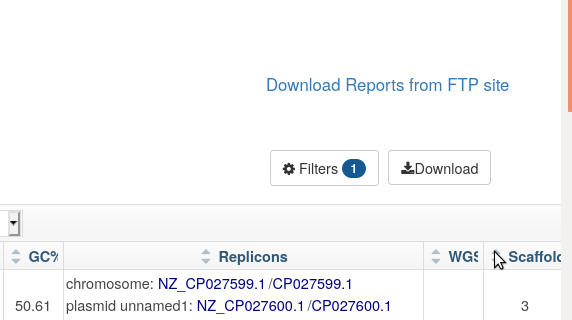 Download Reports from FTP site
Filters 1 Download
GC% Replicons WGS Scaffold
chromosome: NZ_CP027599.1/CP027599.1
50.61 plasmid unnamed1: NZ_CP027600.1/CP027600.1 3